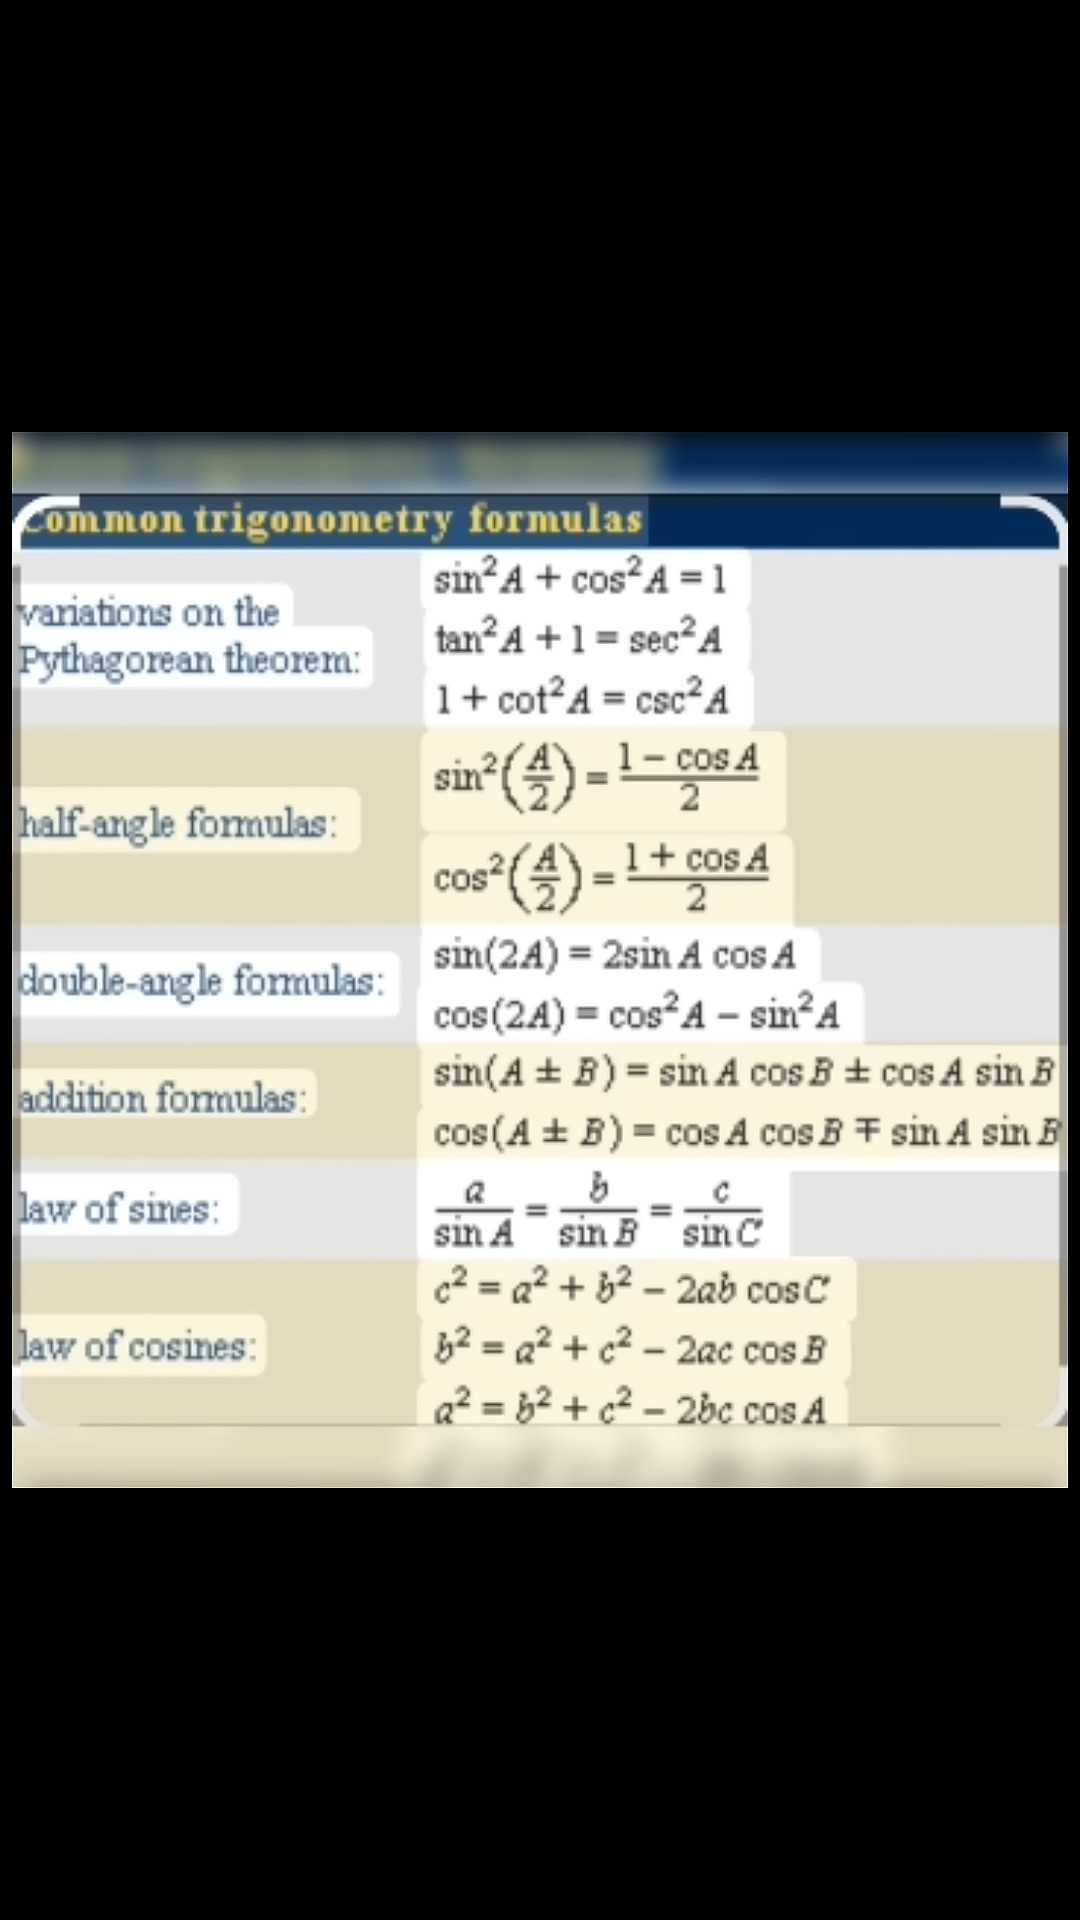 Common trigonometry formulas
variations on the
Pythagorean theorem:
sin²A + cos²A = 1
tan²A + 1 = sec²A
1 + cot²A = csc²A
half-angle formulas:
sin²(A/2) = (1 − cos A)/2
cos²(A/2) = (1 + cos A)/2
double-angle formulas:
sin(2A) = 2sin A cos A
cos(2A) = cos²A − sin²A
addition formulas:
sin(A ± B) = sin A cos B ± cos A sin B
cos(A ± B) = cos A cos B ∓ sin A sin B
law of sines:
a/sin A = b/sin B = c/sin C
law of cosines:
c² = a² + b² − 2ab cos C
b² = a² + c² − 2ac cos B
a² = b² + c² − 2bc cos A